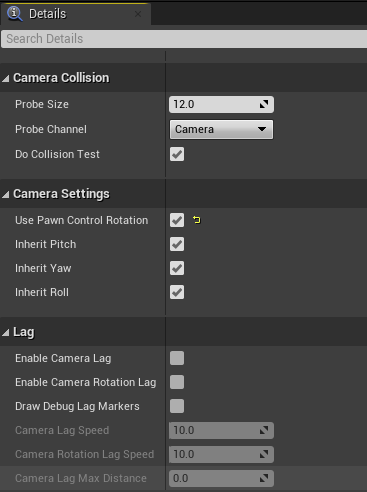 Details
Search Details
Camera Collision
Probe Size 12.0
Probe Channel Camera
Do Collision Test
Camera Settings
Use Pawn Control Rotation
Inherit Pitch
Inherit Yaw
Inherit Roll
Lag
Enable Camera Lag
Enable Camera Rotation Lag
Draw Debug Lag Markers
Camera Lag Speed 10.0
Camera Rotation Lag Speed 10.0
Camera Lag Max Distance 0.0